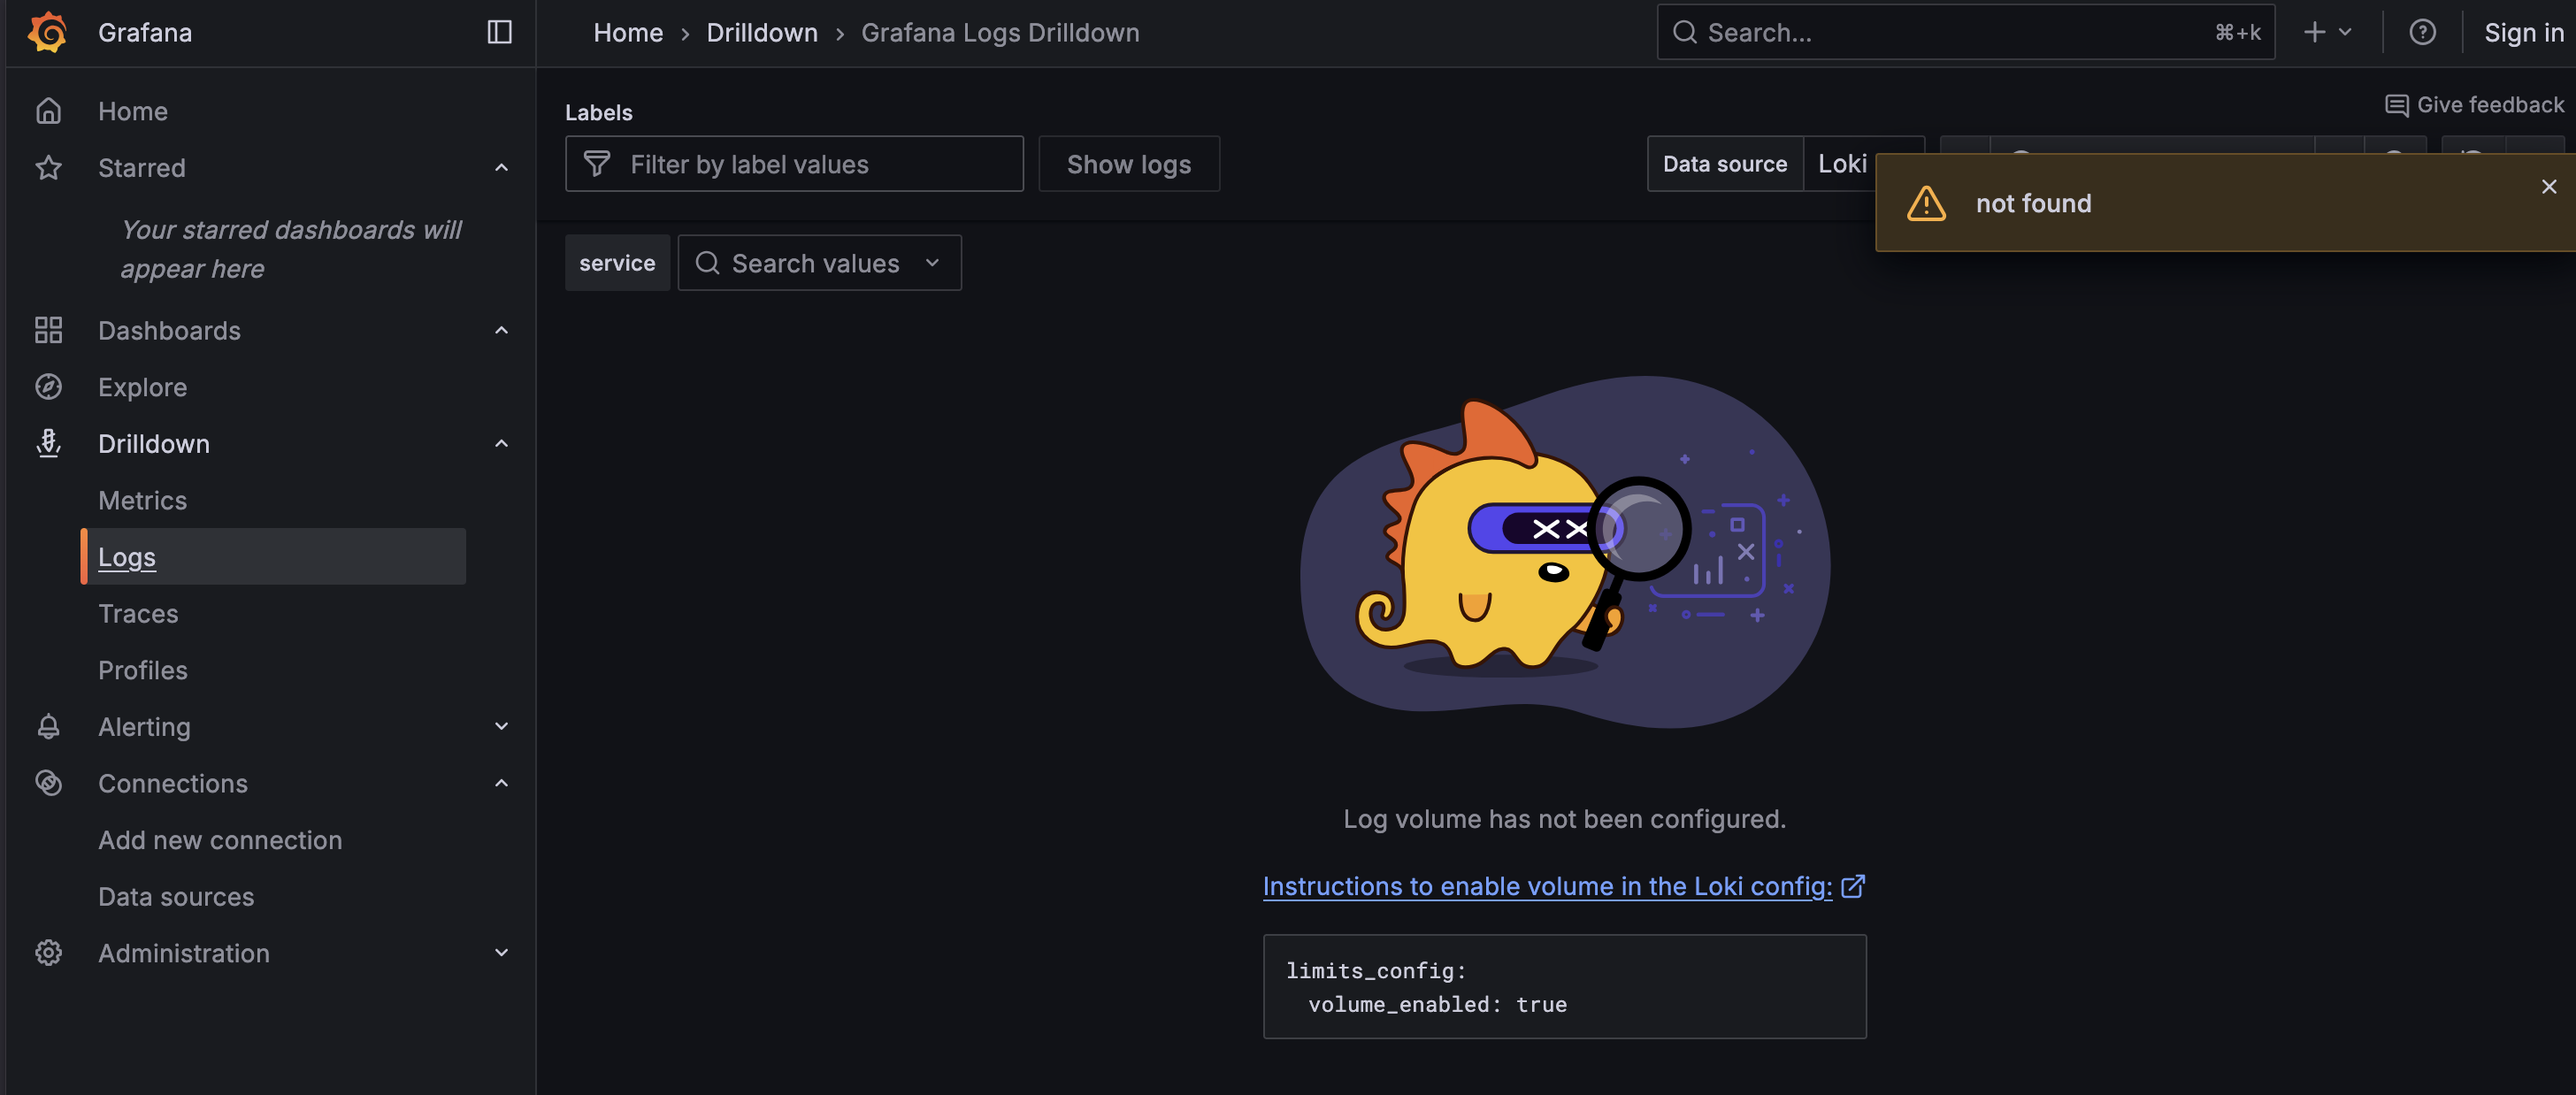 Grafana
Home
Drilldown
Grafana Logs Drilldown
Search...
⌘+k
Sign in
Home
Starred
Your starred dashboards will
appear here
Dashboards
Explore
Drilldown
Metrics
Logs
Traces
Profiles
Alerting
Connections
Add new connection
Data sources
Administration
Labels
Give feedback
Filter by label values
Show logs
Data source
Loki
not found
service
Search values
Log volume has not been configured.
Instructions to enable volume in the Loki config:
limits_config:
volume_enabled: true